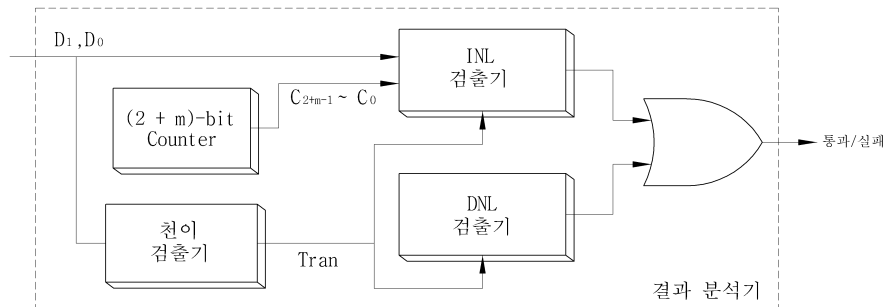 D1,D0
INL
검출기
C2+m-1 ~ C0
(2 + m)-bit
Counter
통과/실패
DNL
검출기
천이
검출기
Tran
결과 분석기